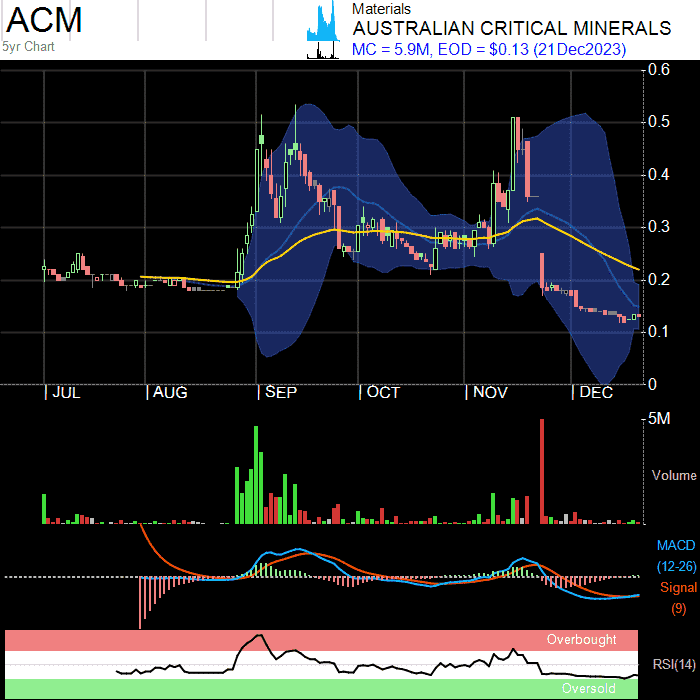 ACM
5yr Chart
Materials
AUSTRALIAN CRITICAL MINERALS
MC = 5.9M, EOD = $0.13 (21Dec2023)
0.6
0.5
0.4
0.3
0.2
0.1
0
JUL
AUG
SEP
OCT
NOV
DEC
5M
Volume
MACD
(12-26)
Signal
(9)
Overbought
RSI(14)
Oversold